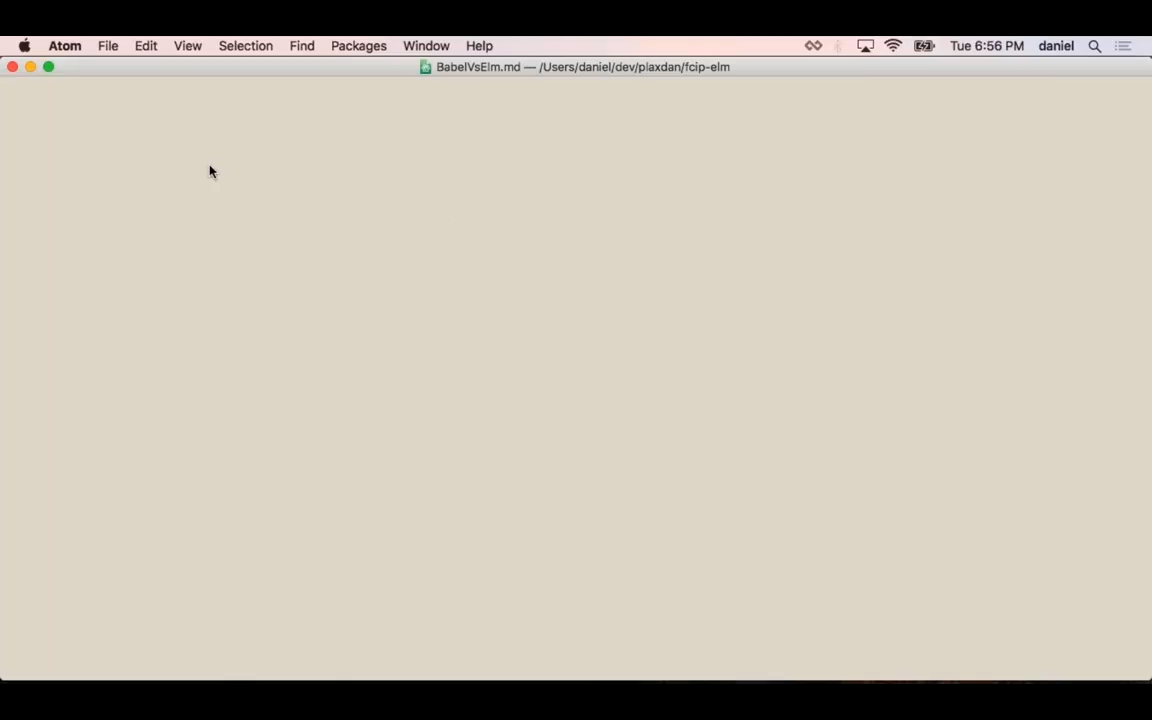 Atom File Edit View Selection Find Packages Window Help Tue 6:56 PM daniel
BabelVsElm.md — /Users/daniel/dev/plaxdan/fcip-elm